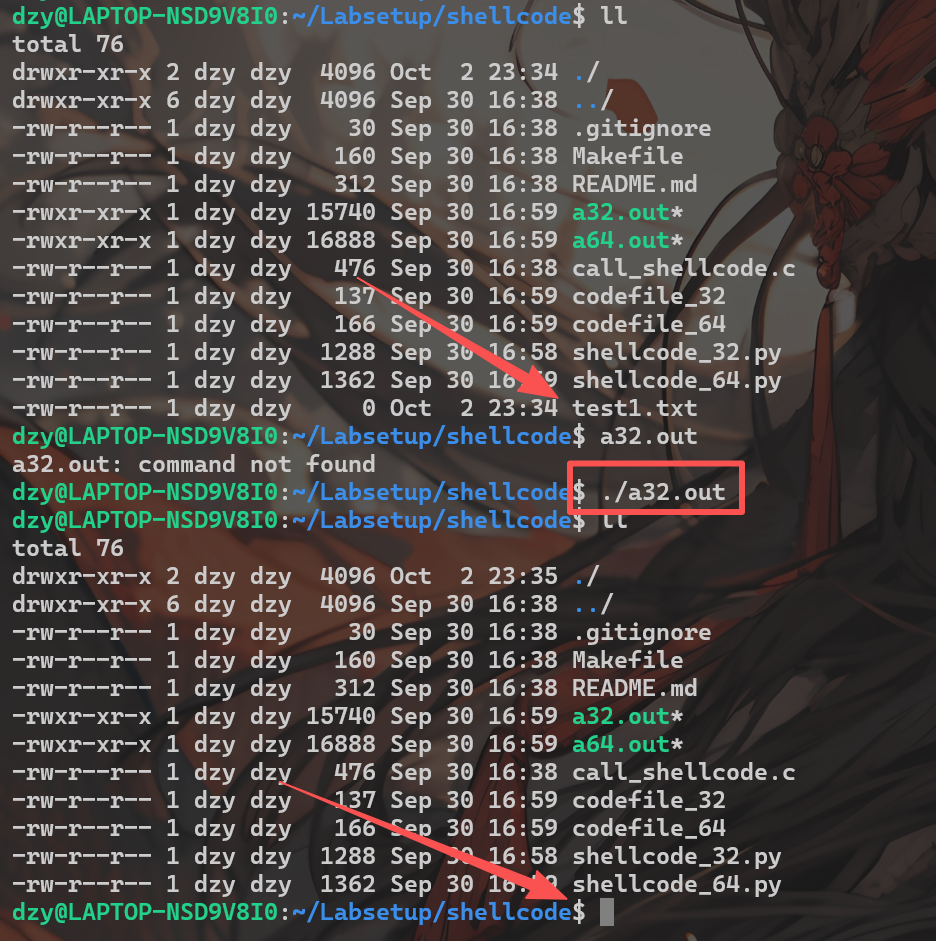 dzy@LAPTOP-NSD9V8I0:~/Labsetup/shellcode$ ll
total 76
drwxr-xr-x 2 dzy dzy  4096 Oct  2 23:34 ./
drwxr-xr-x 6 dzy dzy  4096 Sep 30 16:38 ../
-rw-r--r-- 1 dzy dzy    30 Sep 30 16:38 .gitignore
-rw-r--r-- 1 dzy dzy   160 Sep 30 16:38 Makefile
-rw-r--r-- 1 dzy dzy   312 Sep 30 16:38 README.md
-rwxr-xr-x 1 dzy dzy 15740 Sep 30 16:59 a32.out*
-rwxr-xr-x 1 dzy dzy 16888 Sep 30 16:59 a64.out*
-rw-r--r-- 1 dzy dzy   476 Sep 30 16:38 call_shellcode.c
-rw-r--r-- 1 dzy dzy   137 Sep 30 16:59 codefile_32
-rw-r--r-- 1 dzy dzy   166 Sep 30 16:59 codefile_64
-rw-r--r-- 1 dzy dzy  1288 Sep 30 16:58 shellcode_32.py
-rw-r--r-- 1 dzy dzy  1362 Sep 30 16:59 shellcode_64.py
-rw-r--r-- 1 dzy dzy     0 Oct  2 23:34 test1.txt
dzy@LAPTOP-NSD9V8I0:~/Labsetup/shellcode$ a32.out
a32.out: command not found
dzy@LAPTOP-NSD9V8I0:~/Labsetup/shellcode$ ./a32.out
dzy@LAPTOP-NSD9V8I0:~/Labsetup/shellcode$ ll
total 76
drwxr-xr-x 2 dzy dzy  4096 Oct  2 23:35 ./
drwxr-xr-x 6 dzy dzy  4096 Sep 30 16:38 ../
-rw-r--r-- 1 dzy dzy    30 Sep 30 16:38 .gitignore
-rw-r--r-- 1 dzy dzy   160 Sep 30 16:38 Makefile
-rw-r--r-- 1 dzy dzy   312 Sep 30 16:38 README.md
-rwxr-xr-x 1 dzy dzy 15740 Sep 30 16:59 a32.out*
-rwxr-xr-x 1 dzy dzy 16888 Sep 30 16:59 a64.out*
-rw-r--r-- 1 dzy dzy   476 Sep 30 16:38 call_shellcode.c
-rw-r--r-- 1 dzy dzy   137 Sep 30 16:59 codefile_32
-rw-r--r-- 1 dzy dzy   166 Sep 30 16:59 codefile_64
-rw-r--r-- 1 dzy dzy  1288 Sep 30 16:58 shellcode_32.py
-rw-r--r-- 1 dzy dzy  1362 Sep 30 16:59 shellcode_64.py
dzy@LAPTOP-NSD9V8I0:~/Labsetup/shellcode$